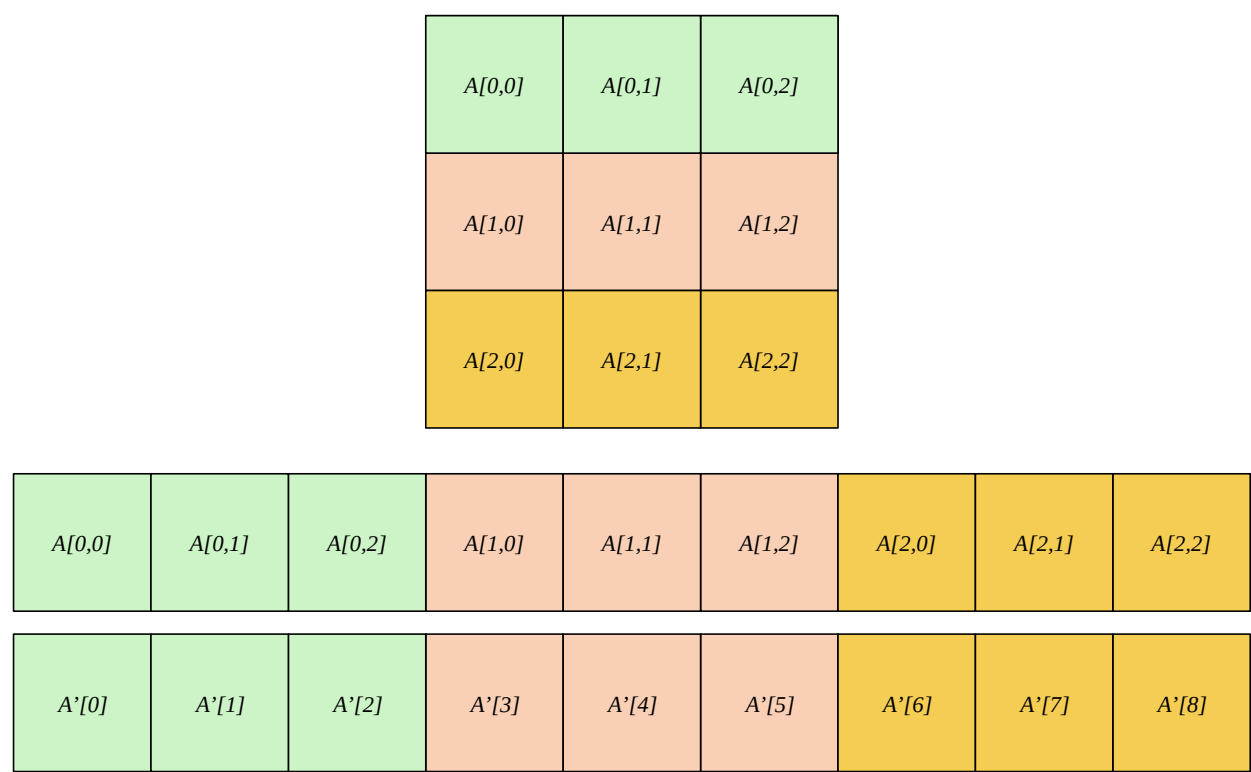 A[0,0] A[0,1] A[0,2]
A[1,0] A[1,1] A[1,2]
A[2,0] A[2,1] A[2,2]
A[0,0] A[0,1] A[0,2] A[1,0] A[1,1] A[1,2] A[2,0] A[2,1] A[2,2]
A’[0] A’[1] A’[2] A’[3] A’[4] A’[5] A’[6] A’[7] A’[8]